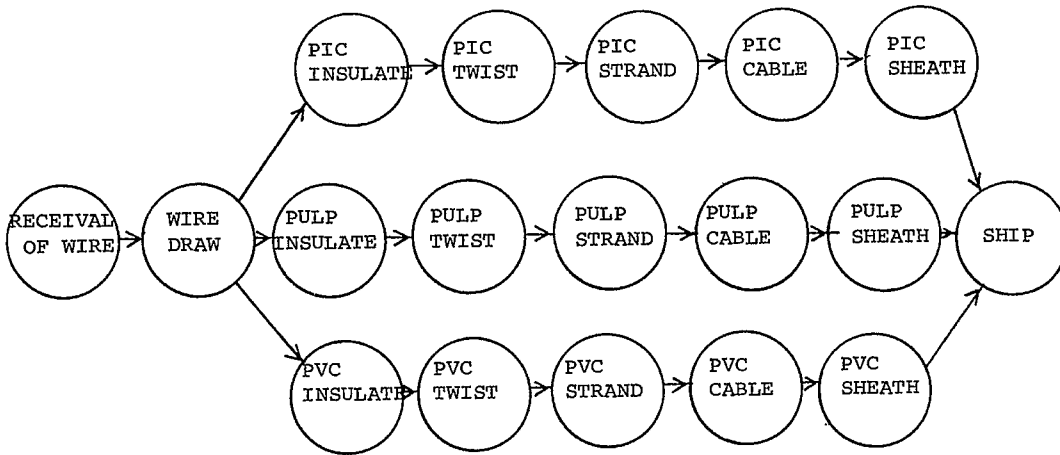 PIC
INSULATE
PIC
TWIST
PIC
STRAND
PIC
CABLE
PIC
SHEATH
RECEIVAL
OF WIRE
WIRE
DRAW
PULP
INSULATE
PULP
TWIST
PULP
STRAND
PULP
CABLE
PULP
SHEATH
SHIP
PVC
INSULATE
PVC
TWIST
PVC
STRAND
PVC
CABLE
PVC
SHEATH